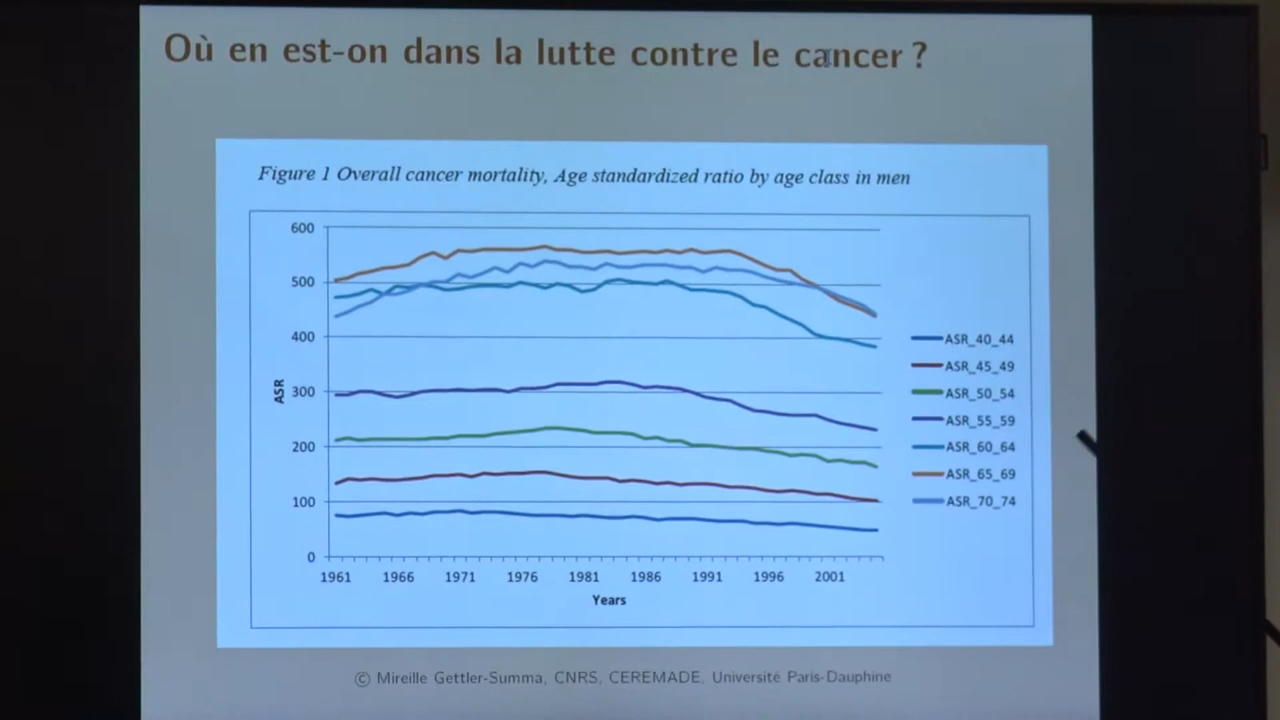 Où en est-on dans la lutte contre le cancer ?
Figure 1 Overall cancer mortality, Age standardized ratio by age class in men
600
500
400
300
200
100
0
ASR
1961 1966 1971 1976 1981 1986 1991 1996 2001
Years
ASR_40_44
ASR_45_49
ASR_50_54
ASR_55_59
ASR_60_64
ASR_65_69
ASR_70_74
© Mireille Gettler-Summa, CNRS, CEREMADE, Université Paris-Dauphine